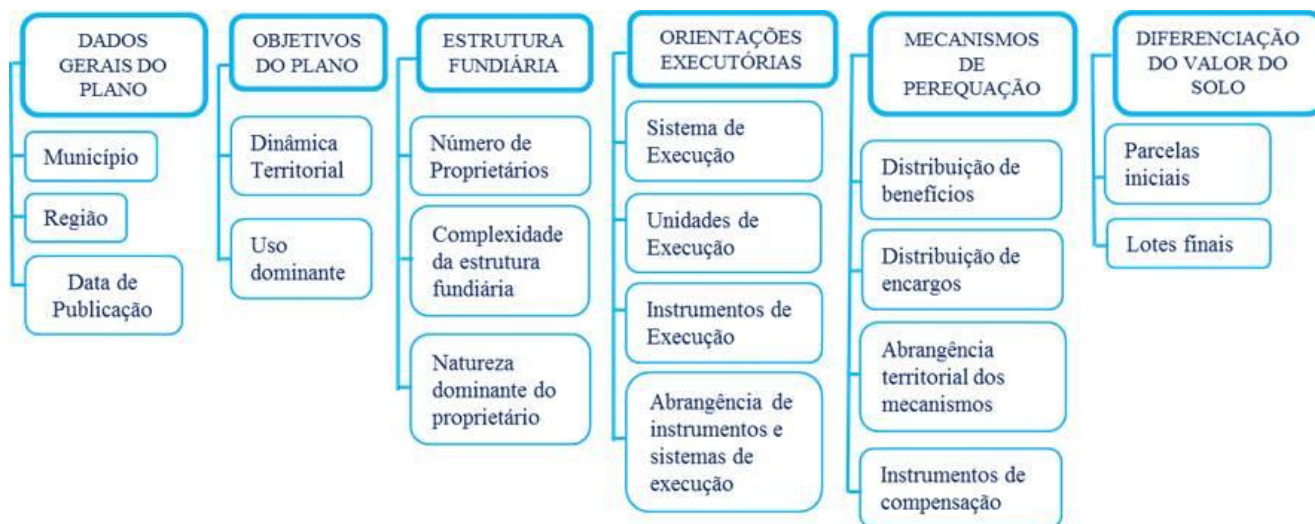 DADOS
GERAIS DO
PLANO
Município
Região
Data de
Publicação
OBJETIVOS
DO PLANO
Dinâmica
Territorial
Uso
dominante
ESTRUTURA
FUNDIÁRIA
Número de
Proprietários
Complexidade
da estrutura
fundiária
Natureza
dominante do
proprietário
ORIENTAÇÕES
EXECUTÓRIAS
Sistema de
Execução
Unidades de
Execução
Instrumentos de
Execução
Abrangência de
instrumentos e
sistemas de
execução
MECANISMOS
DE
PEREQUAÇÃO
Distribuição de
benefícios
Distribuição de
encargos
Abrangência
territorial dos
mecanismos
Instrumentos de
compensação
DIFERENCIAÇÃO
DO VALOR DO
SOLO
Parcelas
iniciais
Lotes finais